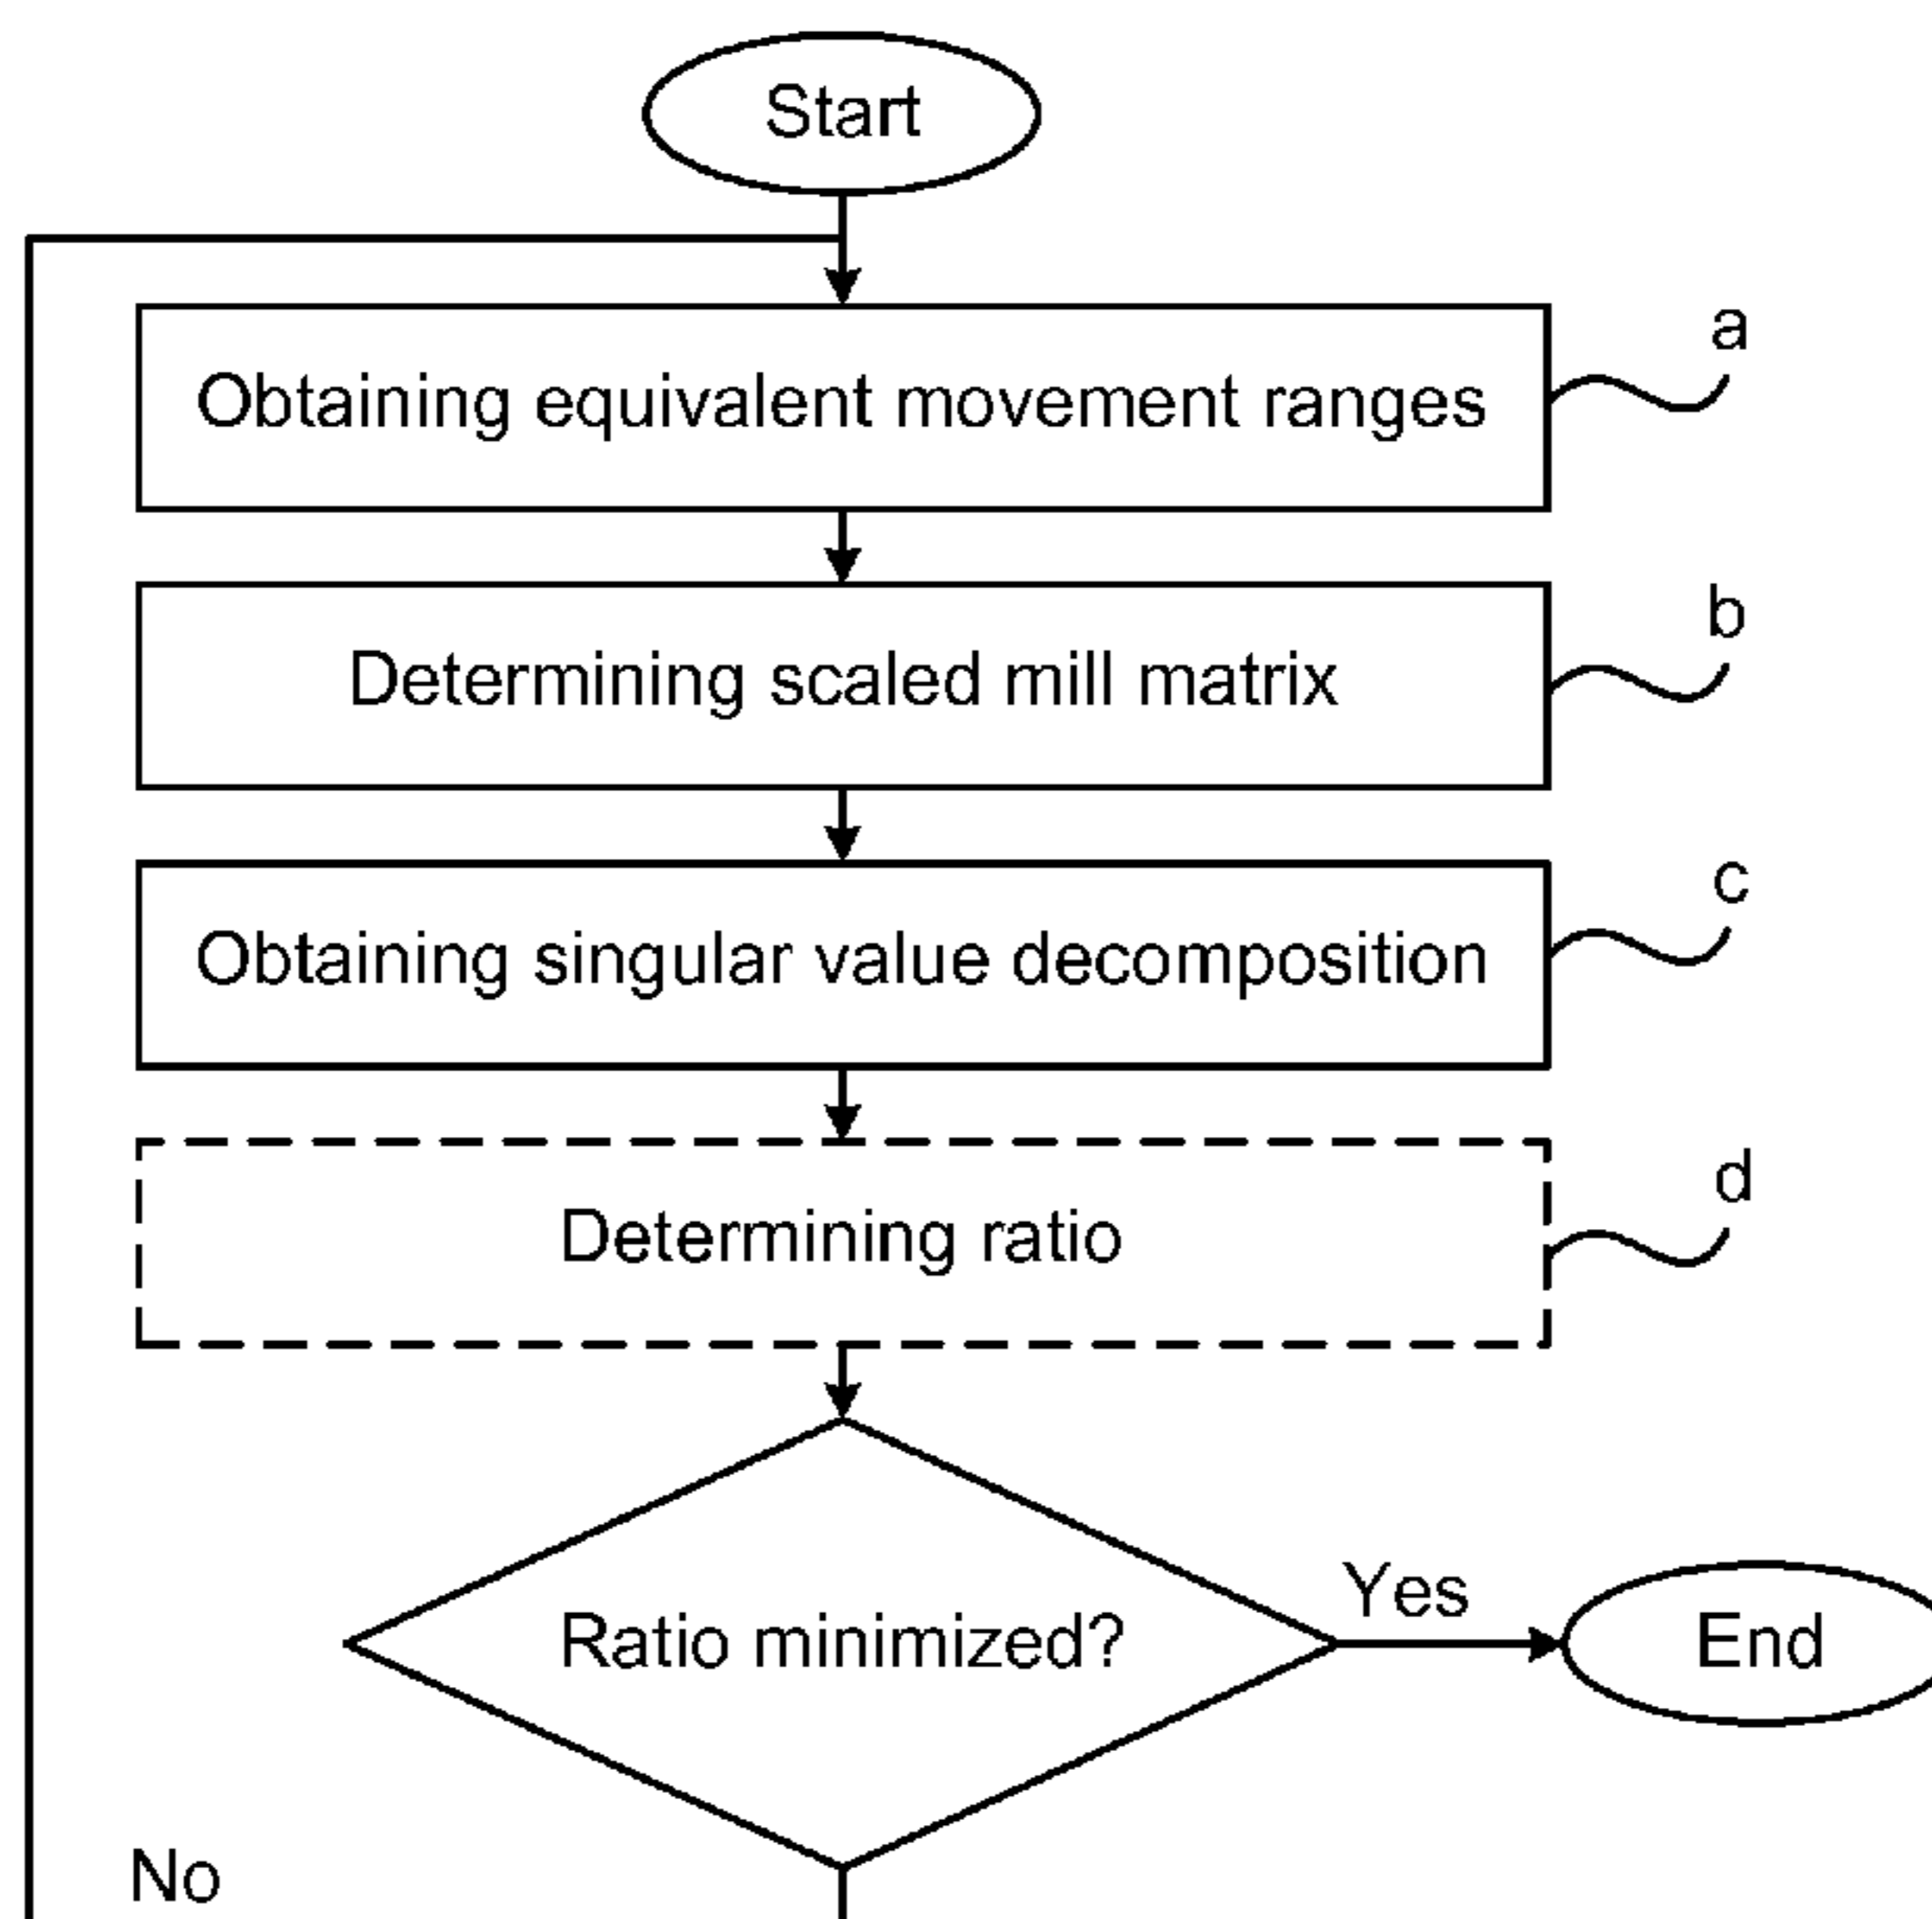 Start
Obtaining equivalent movement ranges
a
Determining scaled mill matrix
b
Obtaining singular value decomposition
c
Determining ratio
d
Ratio minimized?
Yes
End
No